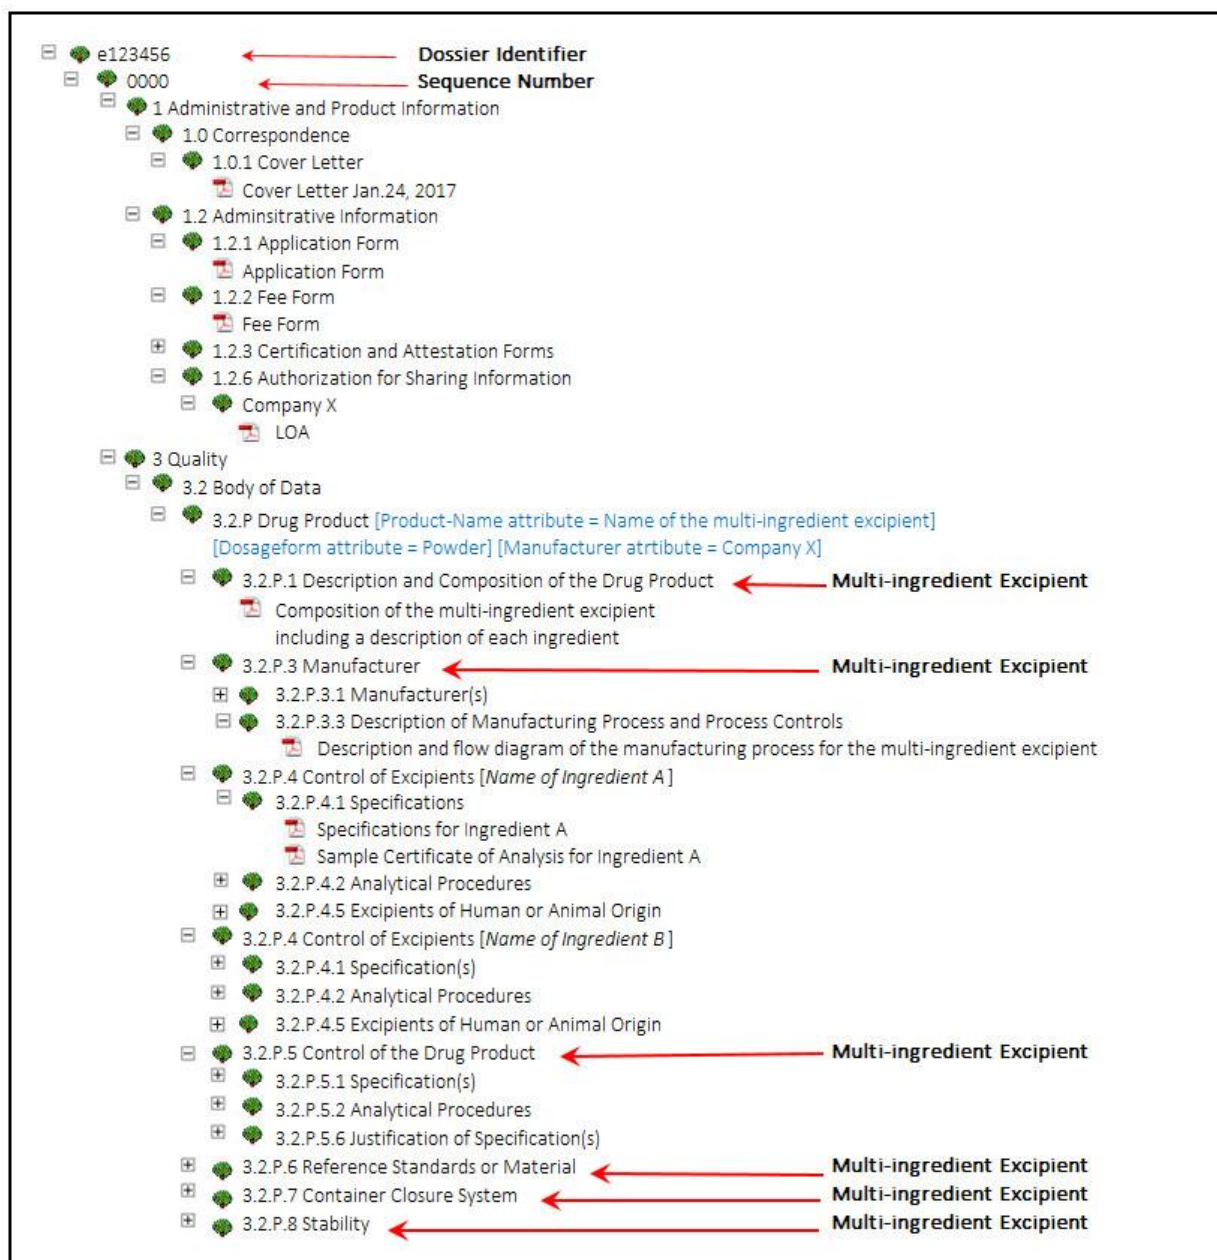 e123456 Dossier Identifier
0000 Sequence Number
1 Administrative and Product Information
1.0 Correspondence
1.0.1 Cover Letter
Cover Letter Jan.24, 2017
1.2 Adminsitrative Information
1.2.1 Application Form
Application Form
1.2.2 Fee Form
Fee Form
1.2.3 Certification and Attestation Forms
1.2.6 Authorization for Sharing Information
Company X
LOA
3 Quality
3.2 Body of Data
3.2.P Drug Product [Product-Name attribute = Name of the multi-ingredient excipient]
[Dosageform attribute = Powder] [Manufacturer atrtibute = Company X]
3.2.P.1 Description and Composition of the Drug Product Multi-ingredient Excipient
Composition of the multi-ingredient excipient
including a description of each ingredient
3.2.P.3 Manufacturer Multi-ingredient Excipient
3.2.P.3.1 Manufacturer(s)
3.2.P.3.3 Description of Manufacturing Process and Process Controls
Description and flow diagram of the manufacturing process for the multi-ingredient excipient
3.2.P.4 Control of Excipients [Name of Ingredient A]
3.2.P.4.1 Specifications
Specifications for Ingredient A
Sample Certificate of Analysis for Ingredient A
3.2.P.4.2 Analytical Procedures
3.2.P.4.5 Excipients of Human or Animal Origin
3.2.P.4 Control of Excipients [Name of Ingredient B]
3.2.P.4.1 Specification(s)
3.2.P.4.2 Analytical Procedures
3.2.P.4.5 Excipients of Human or Animal Origin
3.2.P.5 Control of the Drug Product Multi-ingredient Excipient
3.2.P.5.1 Specification(s)
3.2.P.5.2 Analytical Procedures
3.2.P.5.6 Justification of Specification(s)
3.2.P.6 Reference Standards or Material Multi-ingredient Excipient
3.2.P.7 Container Closure System Multi-ingredient Excipient
3.2.P.8 Stability Multi-ingredient Excipient